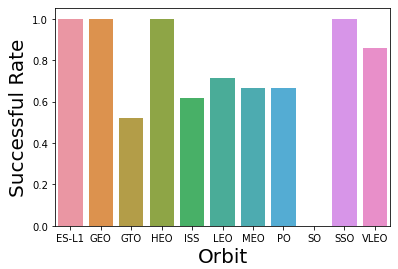 Successful Rate
1.0
0.8
0.6
0.4
0.2
0.0
ES-L1 GEO GTO HEO ISS LEO MEO PO SO SSO VLEO
Orbit